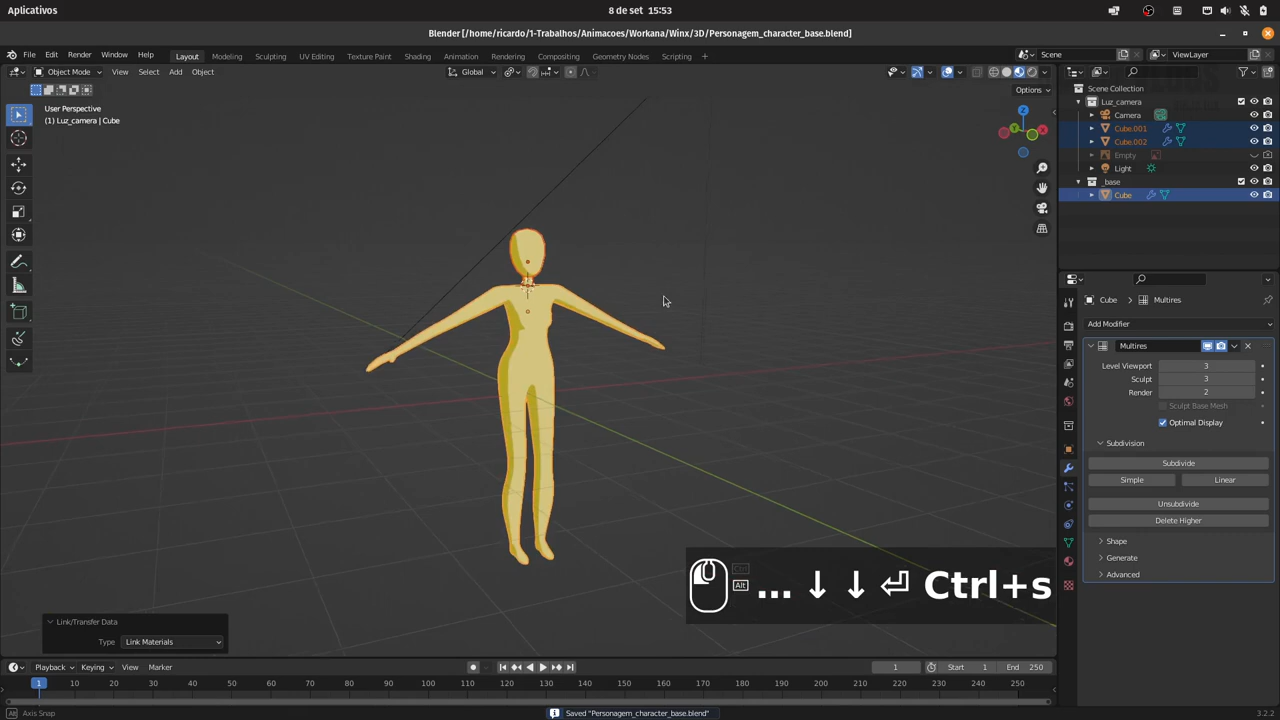 Aplicativos
8 de set 15:53
Blender [/home/ricardo/1-Trabalhos/Animacoes/Workana/Winx/3D/Personagem_character_base.blend]
File Edit Render Window Help
Layout Modeling Sculpting UV Editing Texture Paint Shading Animation Rendering Compositing Geometry Nodes Scripting
Scene
ViewLayer
Object Mode
View Select Add Object
Global
Options
User Perspective
(1) Luz_camera | Cube
Scene Collection
Luz_camera
Camera
Cube.001
Cube.002
Empty
Light
_base
Cube
Cube > Multires
Add Modifier
Multires
Level Viewport 3
Sculpt 3
Render 2
Sculpt Base Mesh
Optimal Display
Subdivision
Subdivide
Simple Linear
Unsubdivide
Delete Higher
Shape
Generate
Advanced
Ctrl
Alt
... ↓ ↓ ⏎ Ctrl+s
Link/Transfer Data
Type Link Materials
Playback Keying View Marker
1
Start 1
End 250
1 10 20 30 40 50 60 70 80 90 100 110 120 130 140 150 160 170 180 190 200 210 220 230 240 250
Alt Axis Snap
Saved "Personagem_character_base.blend"
3.2.2